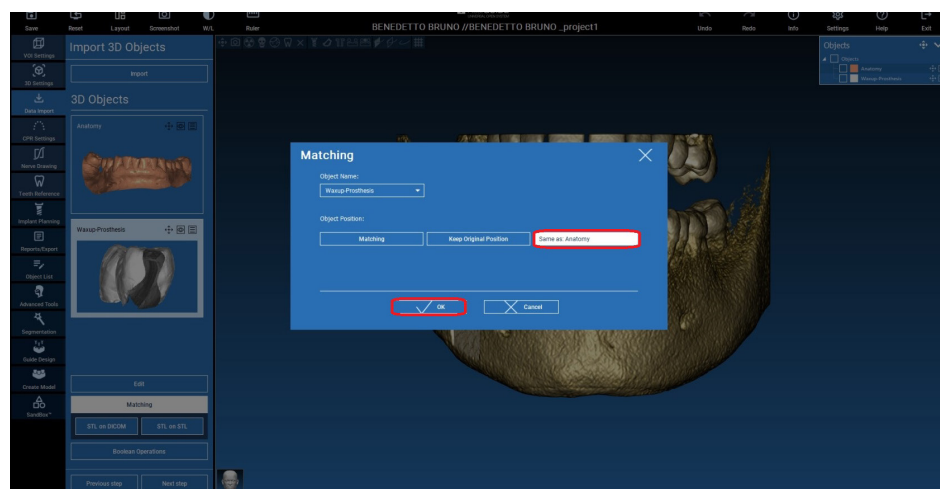 Save Reset Layout Screenshot W/L Ruler BENEDETTO BRUNO //BENEDETTO BRUNO _project1 Undo Redo Info Settings Help Exit
VOI Settings
3D Settings
Data Import
CPR Settings
Nerve Drawing
Teeth Reference
Implant Planning
Reports/Export
Object List
Advanced Tools
Segmentation
Guide Design
Create Model
SandBox
Import 3D Objects
Import
3D Objects
Anatomy
Waxup-Prosthesis
Edit
Matching
STL on DICOM STL on STL
Boolean Operations
Previous step Next step
Matching
Object Name:
Waxup-Prosthesis
Object Position:
Matching Keep Original Position Same as: Anatomy
OK Cancel
Objects
Objects
Anatomy
Waxup-Prosthesis